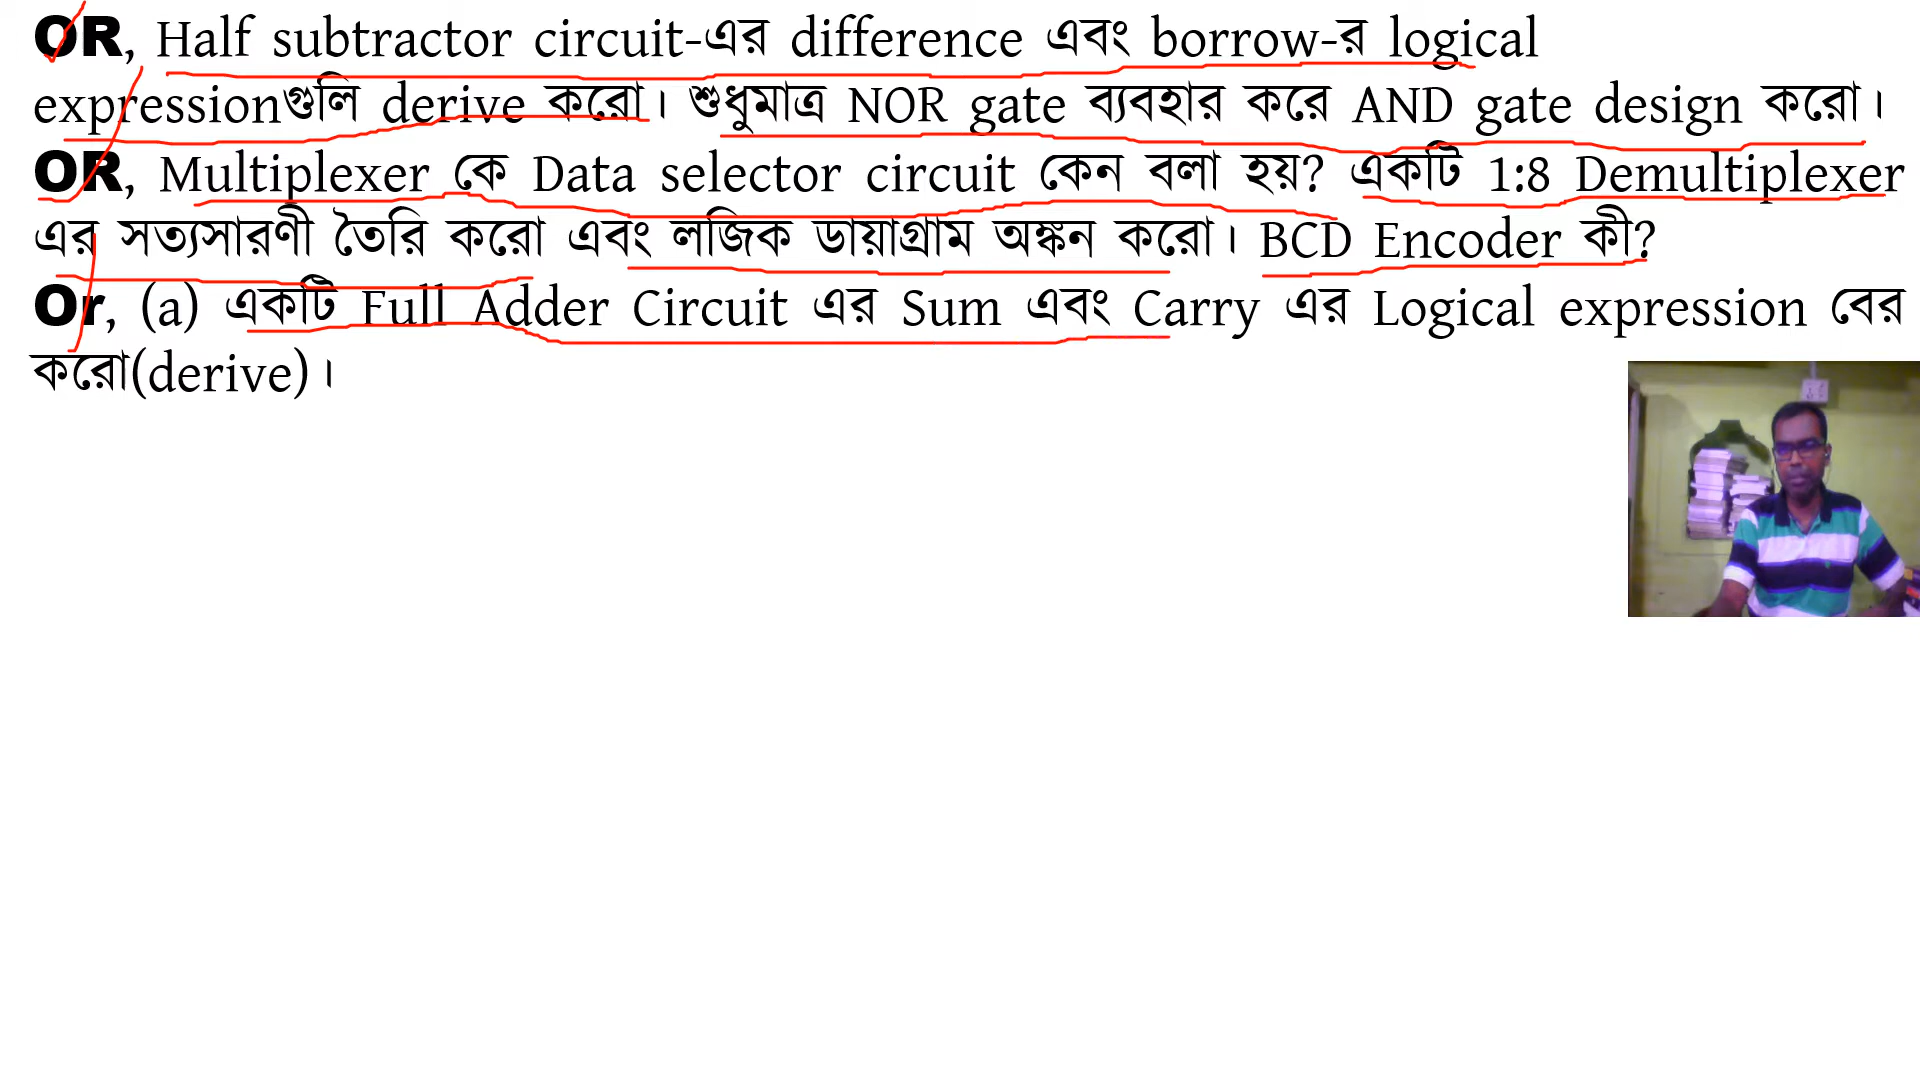 OR, Half subtractor circuit-এর difference এবং borrow-র logical
expressionগুলি derive করো। শুধুমাত্র NOR gate ব্যবহার করে AND gate design করো।
OR, Multiplexer কে Data selector circuit কেন বলা হয়? একটি 1:8 Demultiplexer
এর সত্যসারণী তৈরি করো এবং লজিক ডায়াগ্রাম অঙ্কন করো। BCD Encoder কী?
Or, (a) একটি Full Adder Circuit এর Sum এবং Carry এর Logical expression বের
করো(derive)।